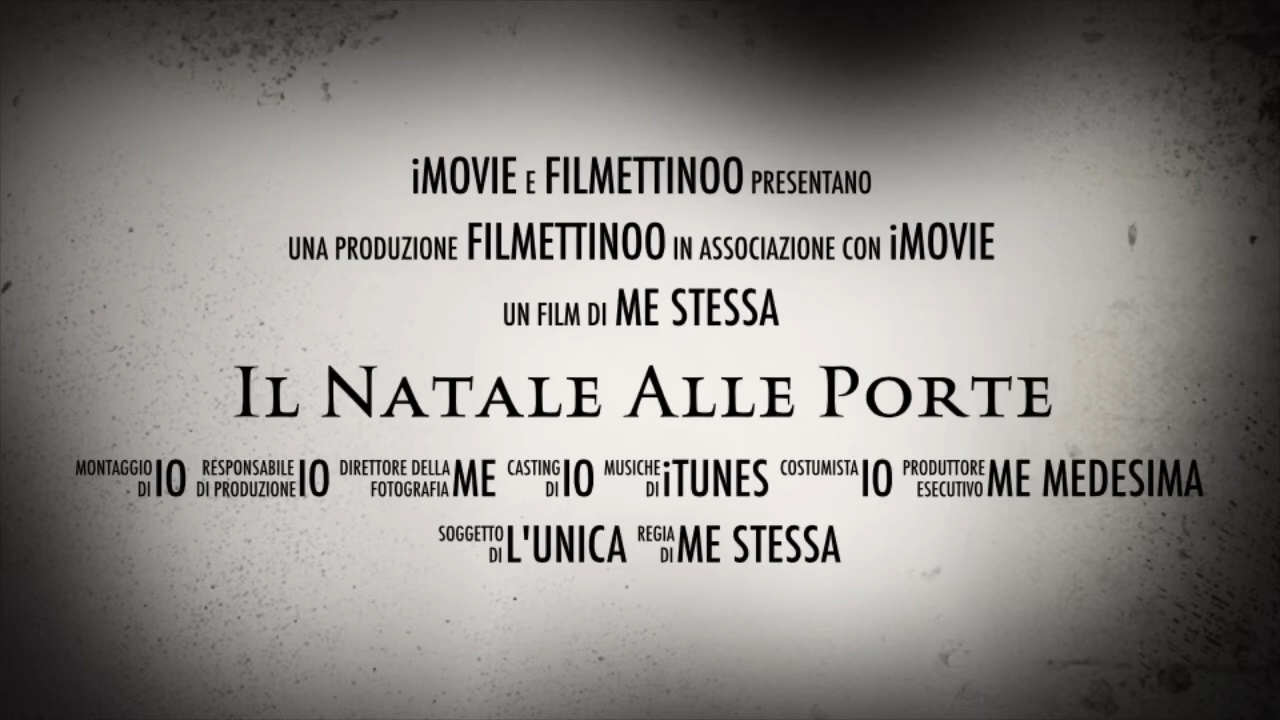 iMOVIE E FILMETTINOO PRESENTANO
UNA PRODUZIONE FILMETTINOO IN ASSOCIAZIONE CON iMOVIE
UN FILM DI ME STESSA
IL NATALE ALLE PORTE
MONTAGGIO DI IO RESPONSABILE DI PRODUZIONE IO DIRETTORE DELLA FOTOGRAFIA ME CASTING DI IO MUSICHE DI iTUNES COSTUMISTA IO PRODUTTORE ESECUTIVO ME MEDESIMA
SOGGETTO DI L'UNICA REGIA DI ME STESSA